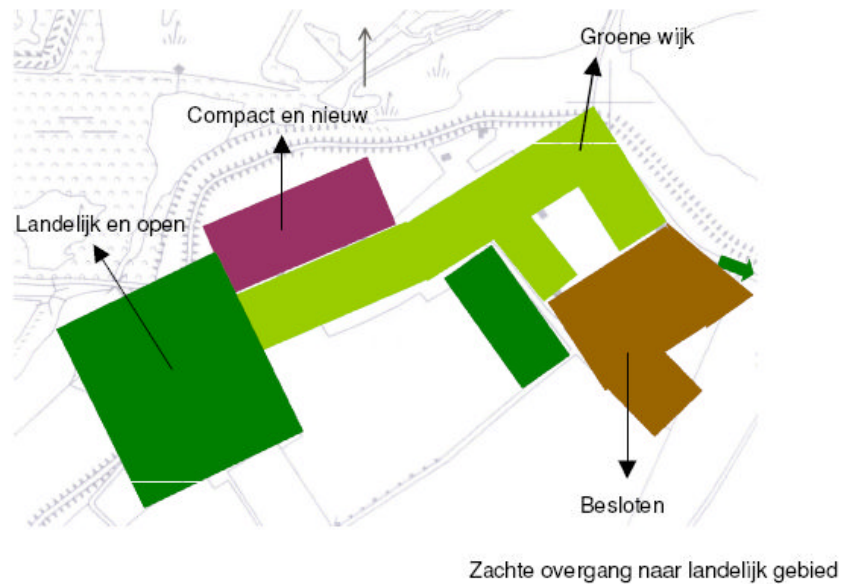 Groene wijk
Compact en nieuw
Landelijk en open
Besloten
Zachte overgang naar landelijk gebied